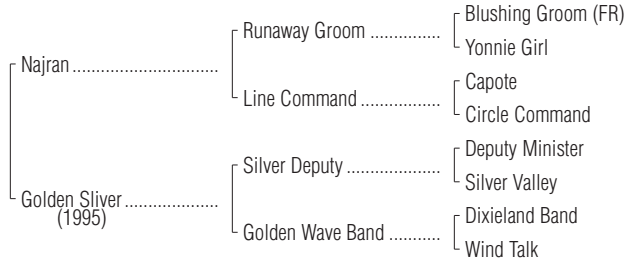 Blushing Groom (FR)
Runaway Groom ...............
Yonnie Girl
Najran ................................
Capote
Line Command .................
Circle Command
Deputy Minister
Silver Deputy ....................
Silver Valley
Golden Sliver ....................
(1995)
Dixieland Band
Golden Wave Band ...........
Wind Talk